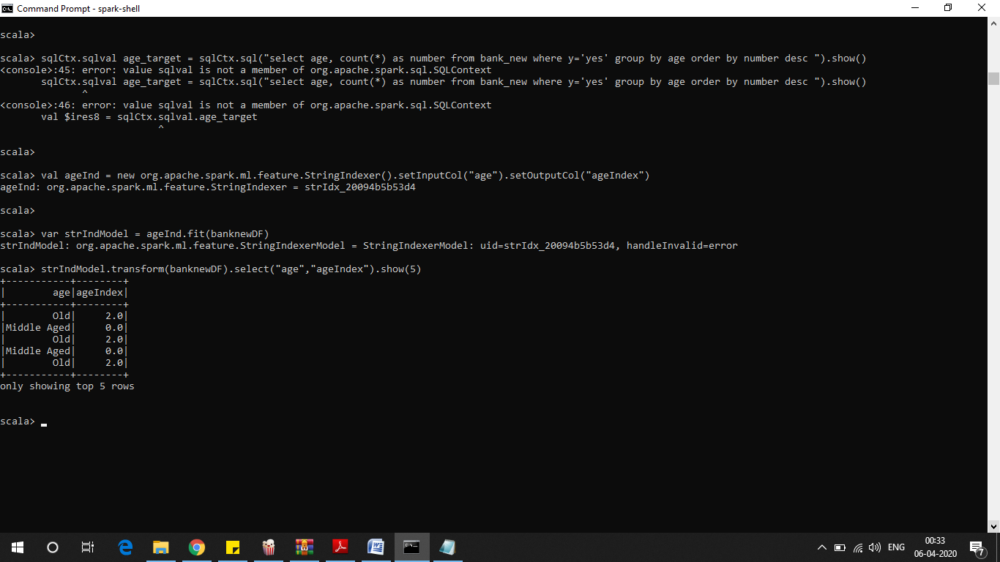 Command Prompt - spark-shell
scala>
scala> sqlCtx.sqlval age_target = sqlCtx.sql("select age, count(*) as number from bank_new where y='yes' group by age order by number desc ").show()
<console>:45: error: value sqlval is not a member of org.apache.spark.sql.SQLContext
       sqlCtx.sqlval age_target = sqlCtx.sql("select age, count(*) as number from bank_new where y='yes' group by age order by number desc ").show()
              ^
<console>:46: error: value sqlval is not a member of org.apache.spark.sql.SQLContext
       val $ires8 = sqlCtx.sqlval.age_target
                           ^
scala>
scala> val ageInd = new org.apache.spark.ml.feature.StringIndexer().setInputCol("age").setOutputCol("ageIndex")
ageInd: org.apache.spark.ml.feature.StringIndexer = strIdx_20094b5b53d4
scala>
scala> var strIndModel = ageInd.fit(banknewDF)
strIndModel: org.apache.spark.ml.feature.StringIndexerModel = StringIndexerModel: uid=strIdx_20094b5b53d4, handleInvalid=error
scala> strIndModel.transform(banknewDF).select("age","ageIndex").show(5)
+-----------+--------+
|        age|ageIndex|
+-----------+--------+
|        Old|     2.0|
|Middle Aged|     0.0|
|        Old|     2.0|
|Middle Aged|     0.0|
|        Old|     2.0|
+-----------+--------+
only showing top 5 rows
scala>
ENG
00:33
06-04-2020
7